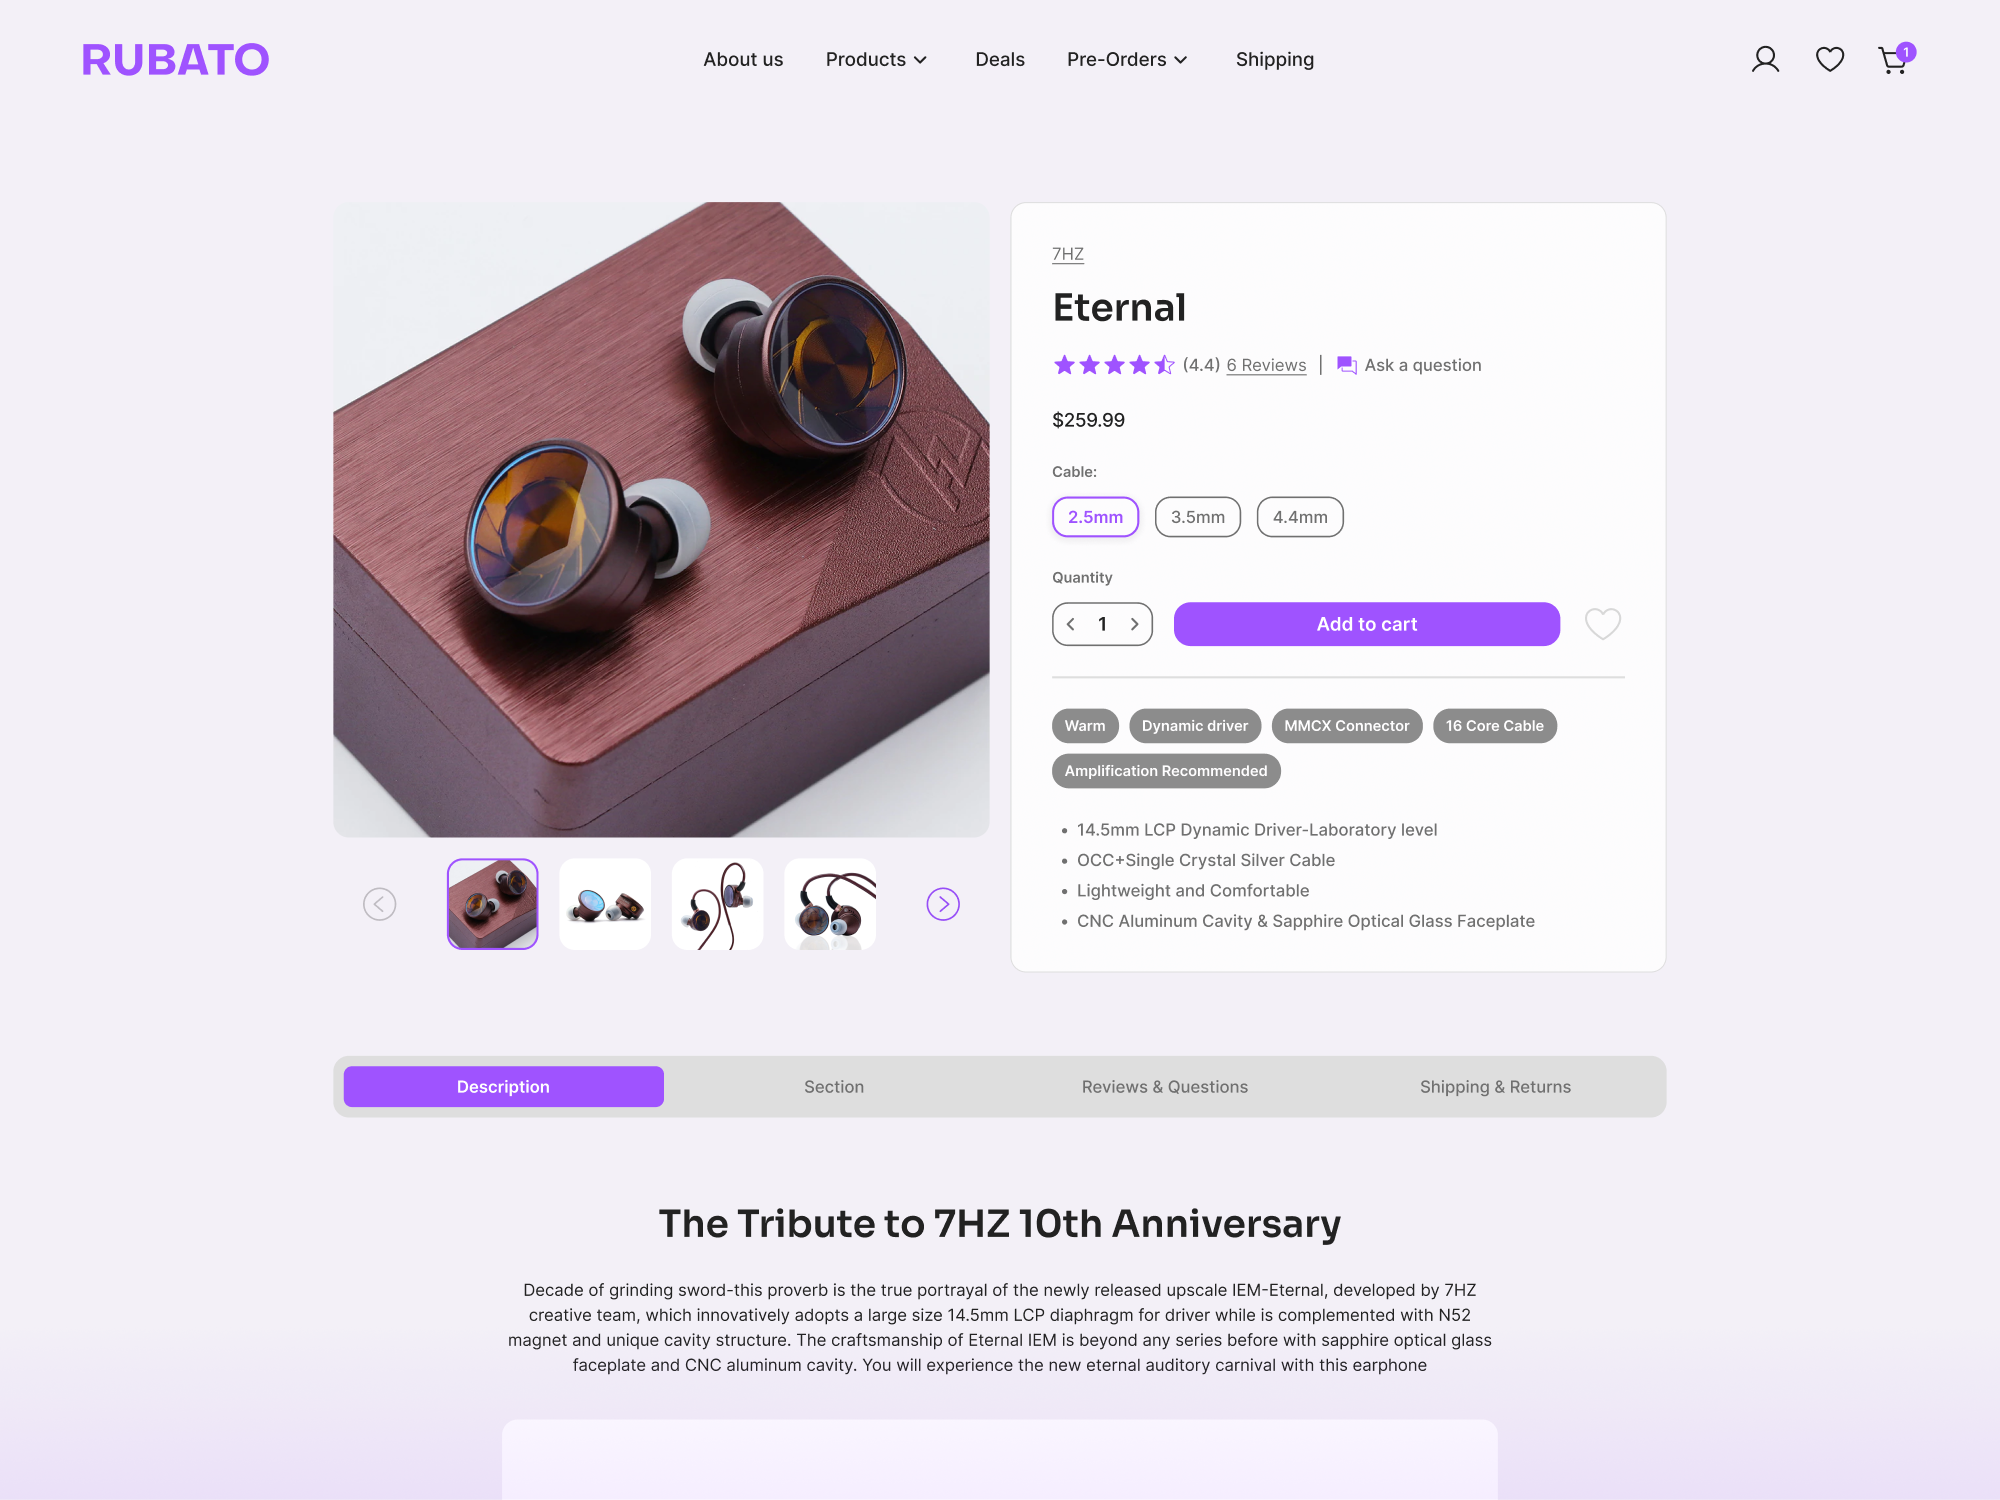 RUBATO
About us
Products
Deals
Pre-Orders
Shipping
1
7HZ
Eternal
(4.4) 6 Reviews | Ask a question
$259.99
Cable:
2.5mm
3.5mm
4.4mm
Quantity
1
Add to cart
Warm
Dynamic driver
MMCX Connector
16 Core Cable
Amplification Recommended
• 14.5mm LCP Dynamic Driver-Laboratory level
• OCC+Single Crystal Silver Cable
• Lightweight and Comfortable
• CNC Aluminum Cavity & Sapphire Optical Glass Faceplate
Description
Section
Reviews & Questions
Shipping & Returns
The Tribute to 7HZ 10th Anniversary
Decade of grinding sword-this proverb is the true portrayal of the newly released upscale IEM-Eternal, developed by 7HZ
creative team, which innovatively adopts a large size 14.5mm LCP diaphragm for driver while is complemented with N52
magnet and unique cavity structure. The craftsmanship of Eternal IEM is beyond any series before with sapphire optical glass
faceplate and CNC aluminum cavity. You will experience the new eternal auditory carnival with this earphone